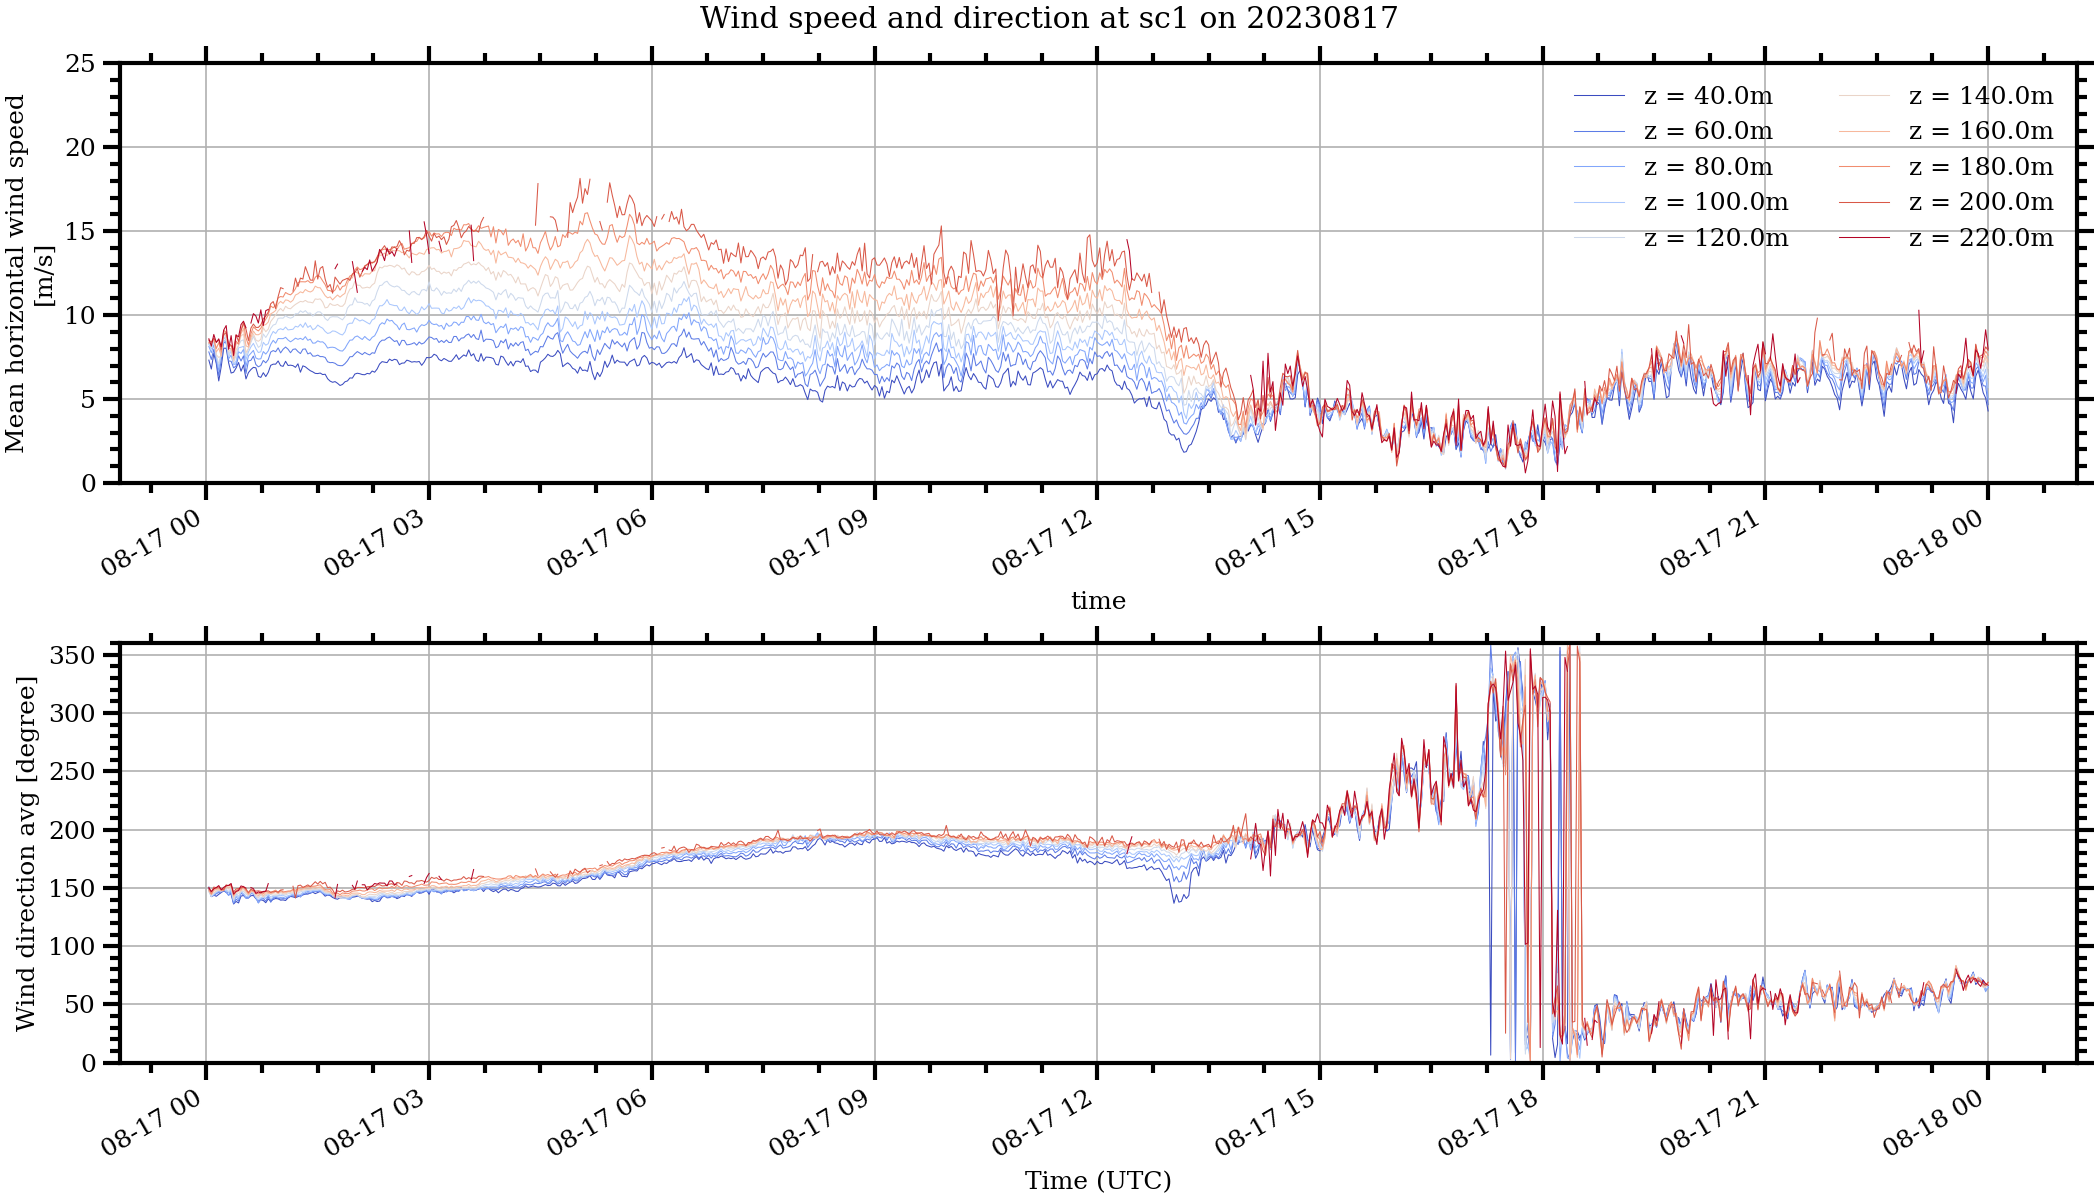 Wind speed and direction at sc1 on 20230817
Mean horizontal wind speed
[m/s]
25
20
15
10
5
0
z = 40.0m
z = 60.0m
z = 80.0m
z = 100.0m
z = 120.0m
z = 140.0m
z = 160.0m
z = 180.0m
z = 200.0m
z = 220.0m
08-17 00
08-17 03
08-17 06
08-17 09
08-17 12
08-17 15
08-17 18
08-17 21
08-18 00
time
Wind direction avg [degree]
350
300
250
200
150
100
50
0
08-17 00
08-17 03
08-17 06
08-17 09
08-17 12
08-17 15
08-17 18
08-17 21
08-18 00
Time (UTC)